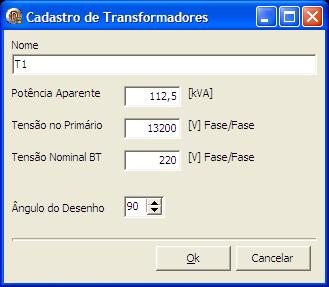 Cadastro de Transformadores
Nome
T1
Potência Aparente 112,5 [kVA]
Tensão no Primário 13200 [V] Fase/Fase
Tensão Nominal BT 220 [V] Fase/Fase
Ângulo do Desenho 90
Ok Cancelar